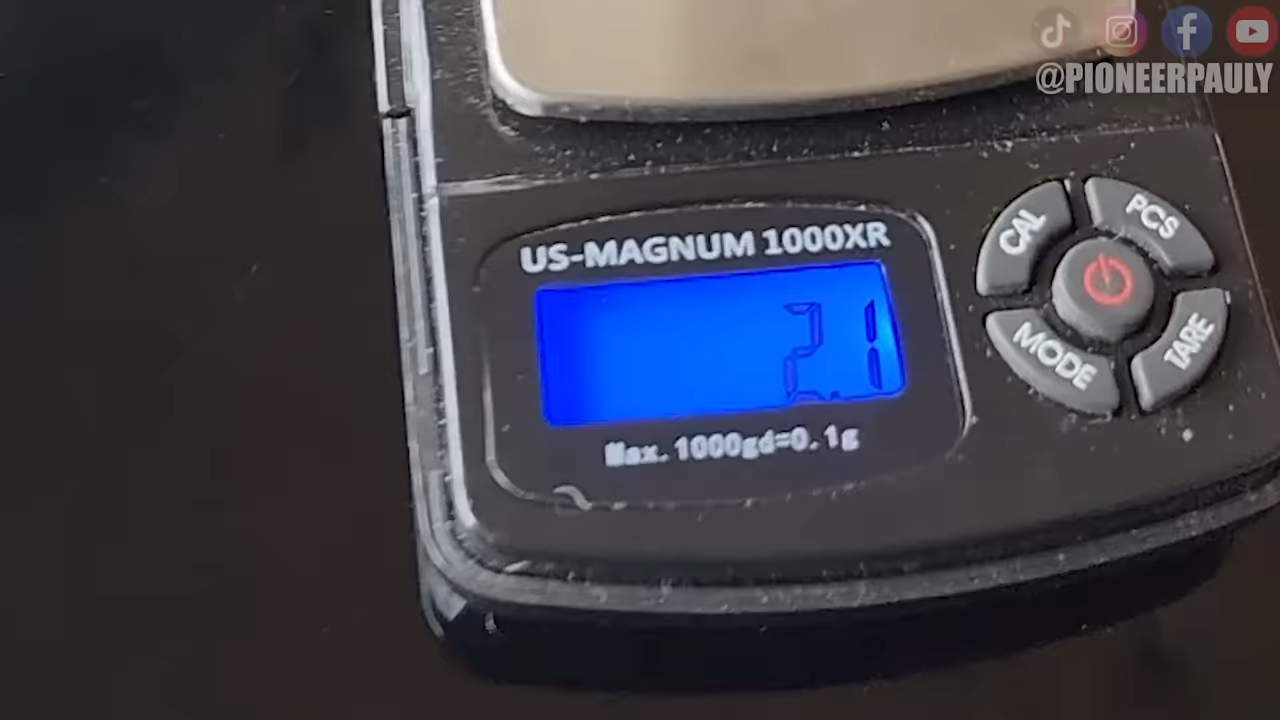 @PIONEERPAULY
US-MAGNUM 1000XR
2.1
Max. 1000gd=0.1g
CAL
PCS
MODE
TARE